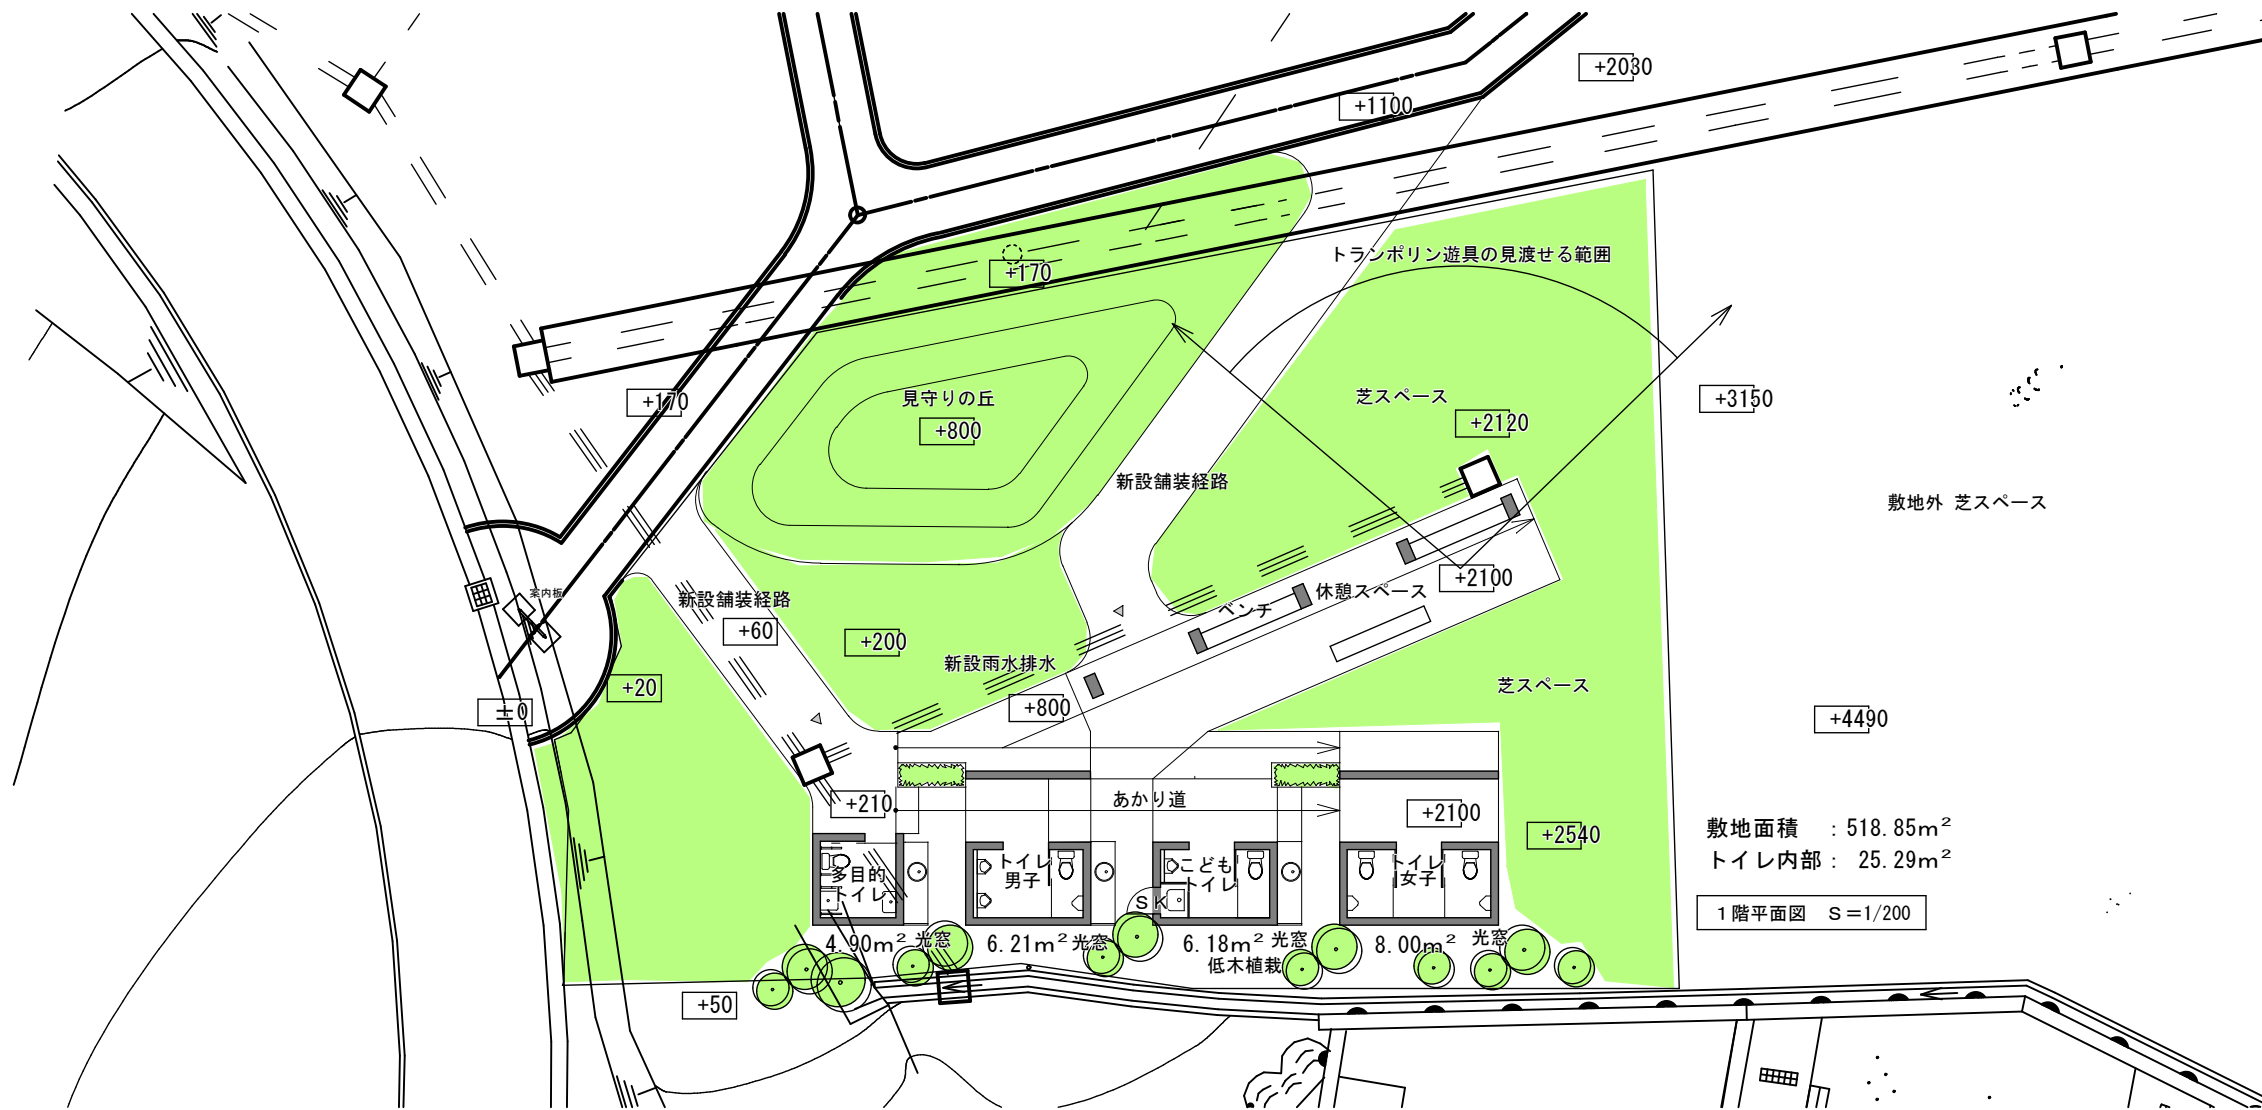 +2030
+1100
トランポリン遊具の見渡せる範囲
+170
+170
見守りの丘
+800
芝スペース
+2120
+3150
新設舗装経路
敷地外 芝スペース
案内板
新設舗装経路
+60
+200
ベンチ
休憩スペース
+2100
新設雨水排水
+20
+800
芝スペース
±0
+4490
+210
あかり道
+2100
+2540
敷地面積 : 518.85m²
トイレ内部 : 25.29m²
多目的
トイレ
トイレ
男子
こども
トイレ
トイレ
女子
SK
1階平面図 S=1/200
4.90m²
光窓
6.21m²
光窓
6.18m²
光窓
8.00m²
光窓
低木植栽
+50